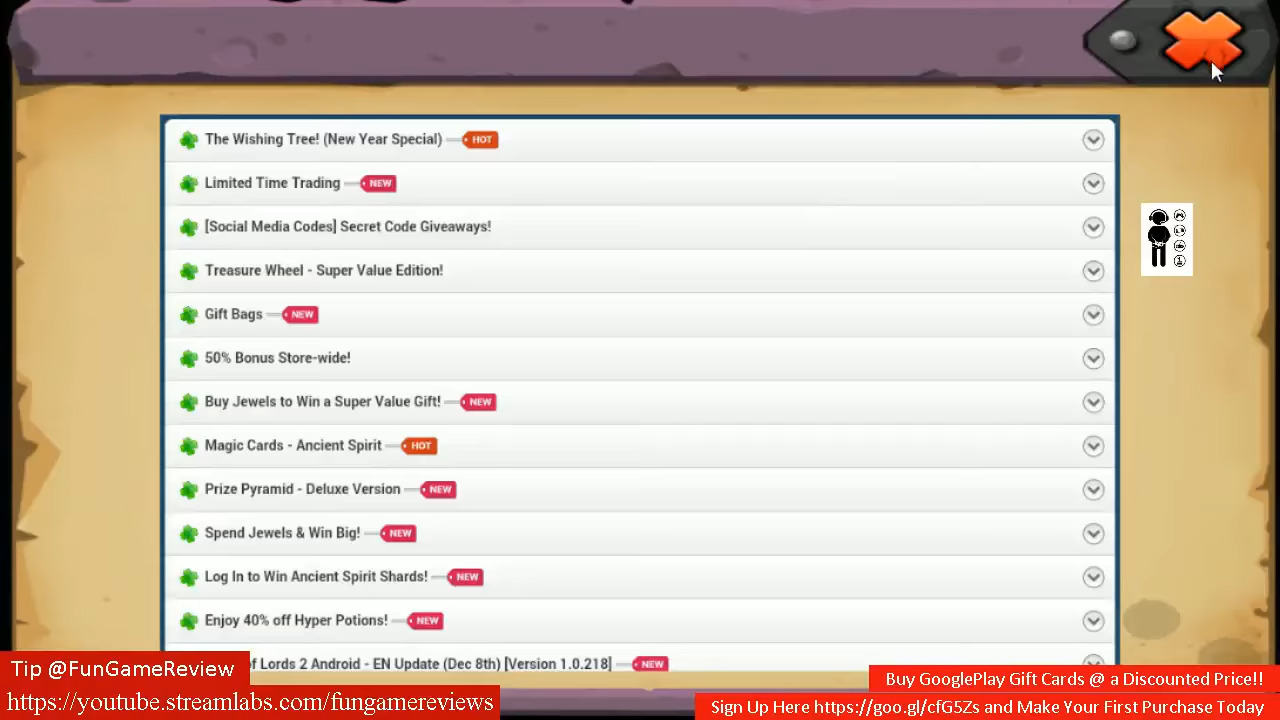 The Wishing Tree! (New Year Special) HOT
Limited Time Trading NEW
[Social Media Codes] Secret Code Giveaways!
Treasure Wheel - Super Value Edition!
Gift Bags NEW
50% Bonus Store-wide!
Buy Jewels to Win a Super Value Gift! NEW
Magic Cards - Ancient Spirit HOT
Prize Pyramid - Deluxe Version NEW
Spend Jewels & Win Big! NEW
Log In to Win Ancient Spirit Shards! NEW
Enjoy 40% off Hyper Potions! NEW
of Lords 2 Android - EN Update (Dec 8th) [Version 1.0.218] NEW
Tip @FunGameReview
https://youtube.streamlabs.com/fungamereviews
Buy GooglePlay Gift Cards @ a Discounted Price!!
Sign Up Here https://goo.gl/cfG5Zs and Make Your First Purchase Today